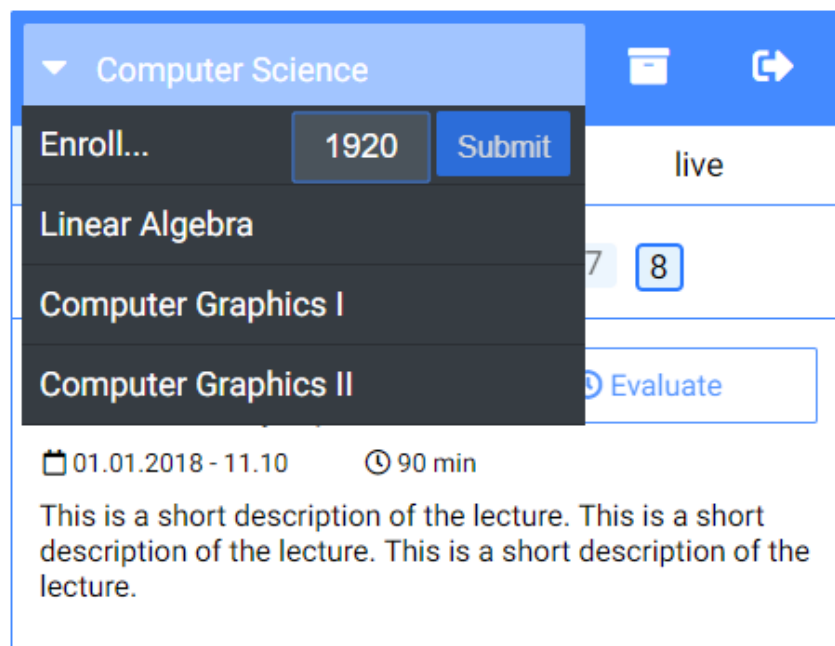 Computer Science
Enroll... 1920 Submit
live
Linear Algebra
7 8
Computer Graphics I
Computer Graphics II
Evaluate
01.01.2018 - 11.10 90 min
This is a short description of the lecture. This is a short
description of the lecture. This is a short description of the
lecture.